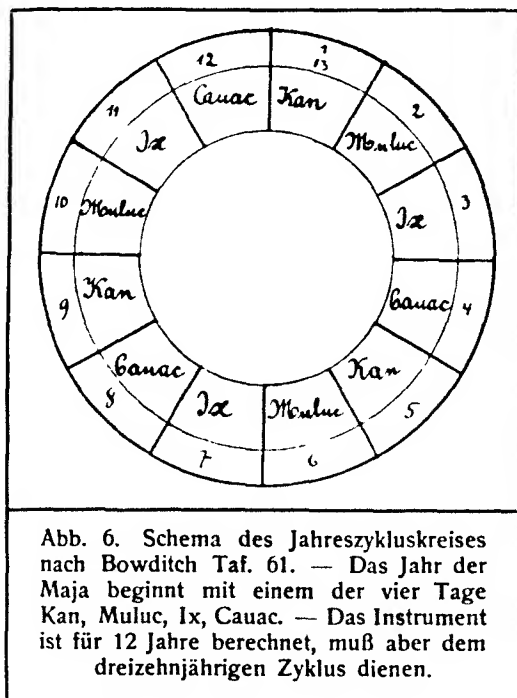 1
13
Kan
2
Muluc
3
Ix
4
Cauac
5
Kan
6
Muluc
7
Ix
8
Cauac
9
Kan
10
Muluc
11
Ix
12
Cauac
Abb. 6. Schema des Jahreszykluskreises
nach Bowditch Taf. 61. — Das Jahr der
Maja beginnt mit einem der vier Tage
Kan, Muluc, Ix, Cauac. — Das Instrument
ist für 12 Jahre berechnet, muß aber dem
dreizehnjährigen Zyklus dienen.